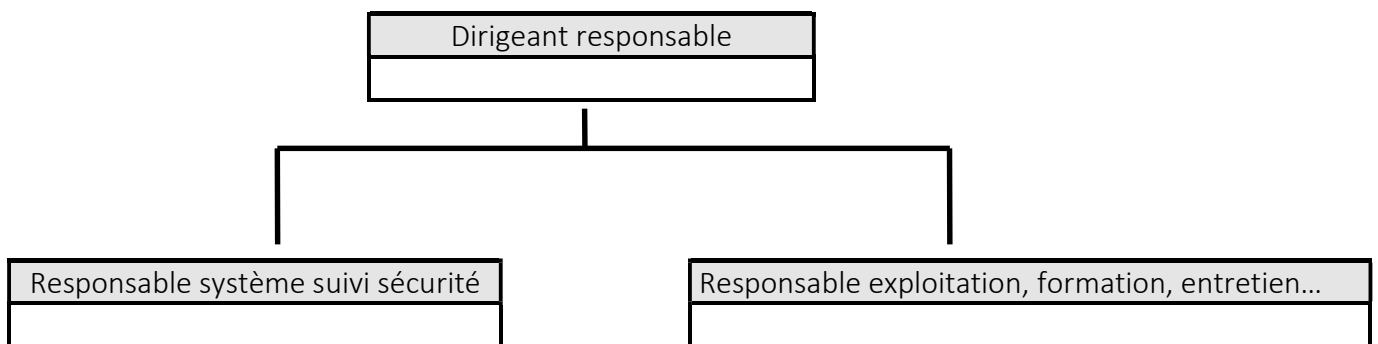 Dirigeant responsable
Responsable système suivi sécurité
Responsable exploitation, formation, entretien…